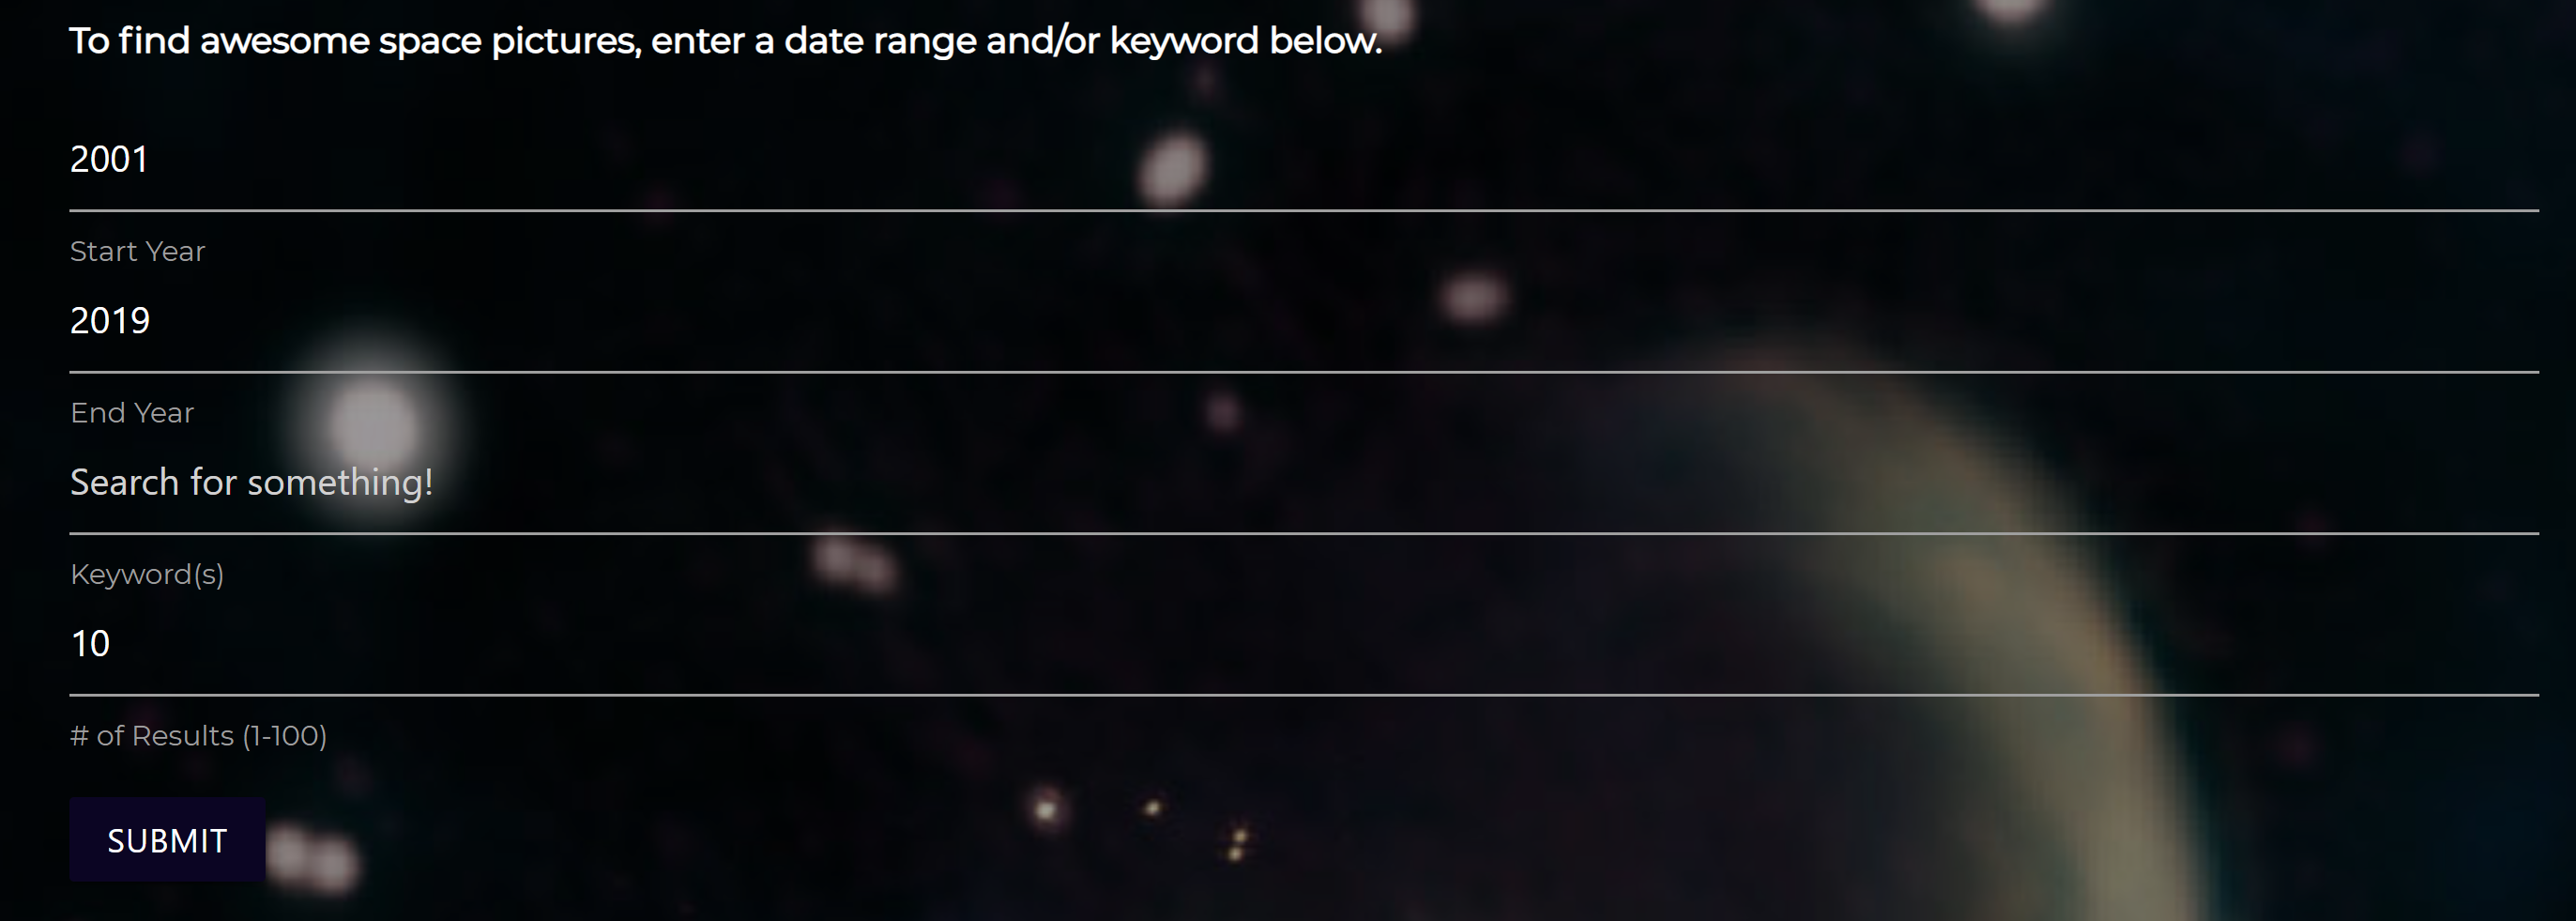 To find awesome space pictures, enter a date range and/or keyword below.
2001
Start Year
2019
End Year
Search for something!
Keyword(s)
10
# of Results (1-100)
SUBMIT